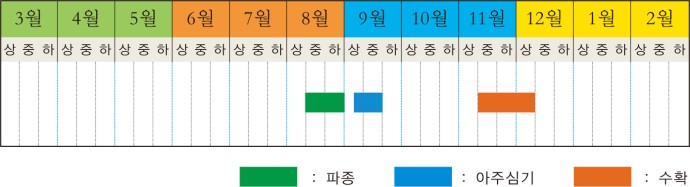 3월 4월 5월 6월 7월 8월 9월 10월 11월 12월 1월 2월
상 중 하 상 중 하 상 중 하 상 중 하 상 중 하 상 중 하 상 중 하 상 중 하 상 중 하 상 중 하 상 중 하 상 중 하
: 파종 : 아주심기 : 수확